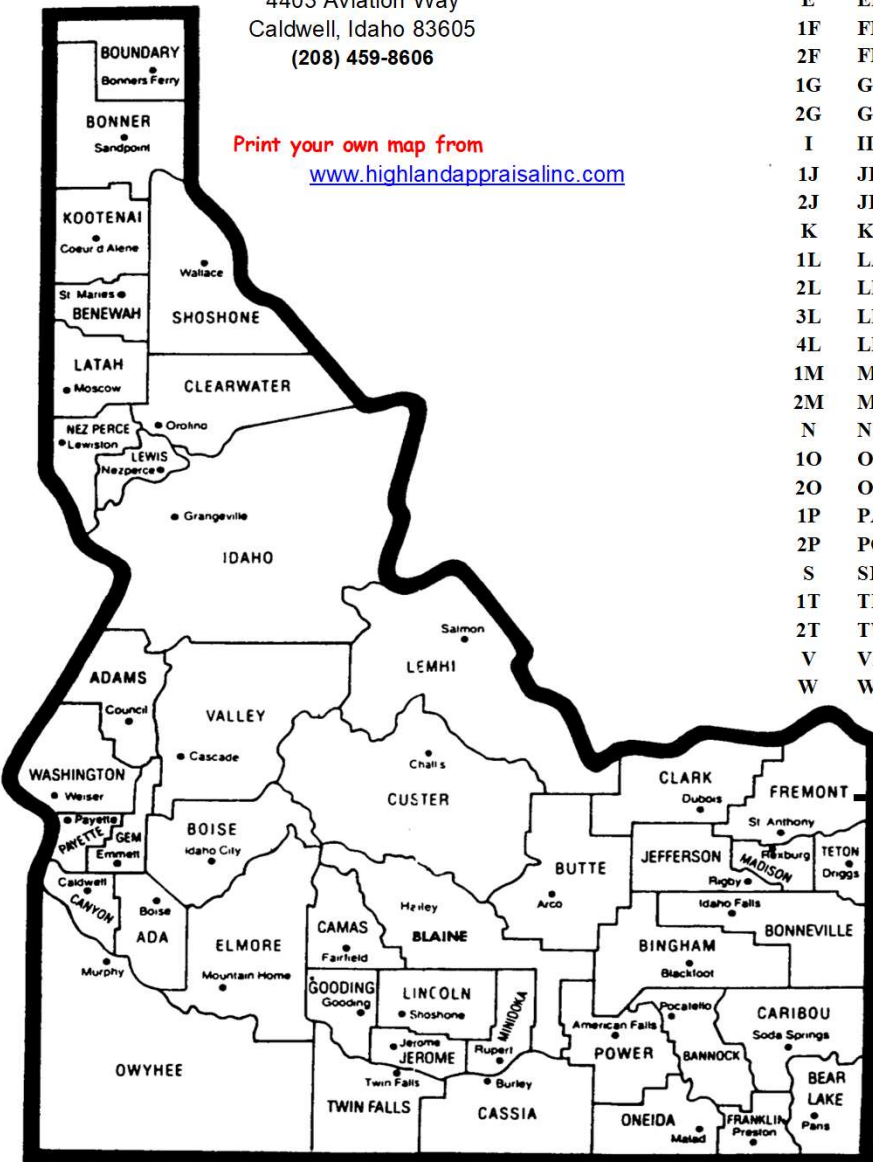 4403 Aviation Way
Caldwell, Idaho 83605
(208) 459-8606
Print your own map from
www.highlandappraisalinc.com
BOUNDARY
Bonners Ferry
BONNER
Sandpoint
KOOTENAI
Coeur d Alene
Wallace
St Maries
BENEWAH
SHOSHONE
LATAH
Moscow
CLEARWATER
NEZ PERCE
Orofino
Lewiston
LEWIS
Nezperce
Grangeville
IDAHO
Salmon
LEMHI
ADAMS
Council
VALLEY
Cascade
Challis
CUSTER
WASHINGTON
Weiser
Payette
PAYETTE
GEM
Emmett
BOISE
Idaho City
CLARK
Dubois
FREMONT
St Anthony
BUTTE
Arco
JEFFERSON
MADISON
Rexburg
Rigby
TETON
Driggs
Caldwell
CANYON
Boise
ADA
ELMORE
Mountain Home
Murphy
CAMAS
Fairfield
Hailey
BLAINE
Idaho Falls
BONNEVILLE
BINGHAM
Blackfoot
GOODING
Gooding
LINCOLN
Shoshone
MINIDOKA
Jerome
JEROME
Rupert
American Falls
POWER
Pocatello
BANNOCK
CARIBOU
Soda Springs
OWYHEE
Twin Falls
TWIN FALLS
Burley
CASSIA
ONEIDA
Malad
FRANKLIN
Preston
BEAR
LAKE
Paris
E
1F
2F
1G G
2G G
I
1J
2J
K K
1L
2L
3L
4L
1M M
2M M
N N
1O O
2O O
1P
2P
S
1T
2T
V
W W